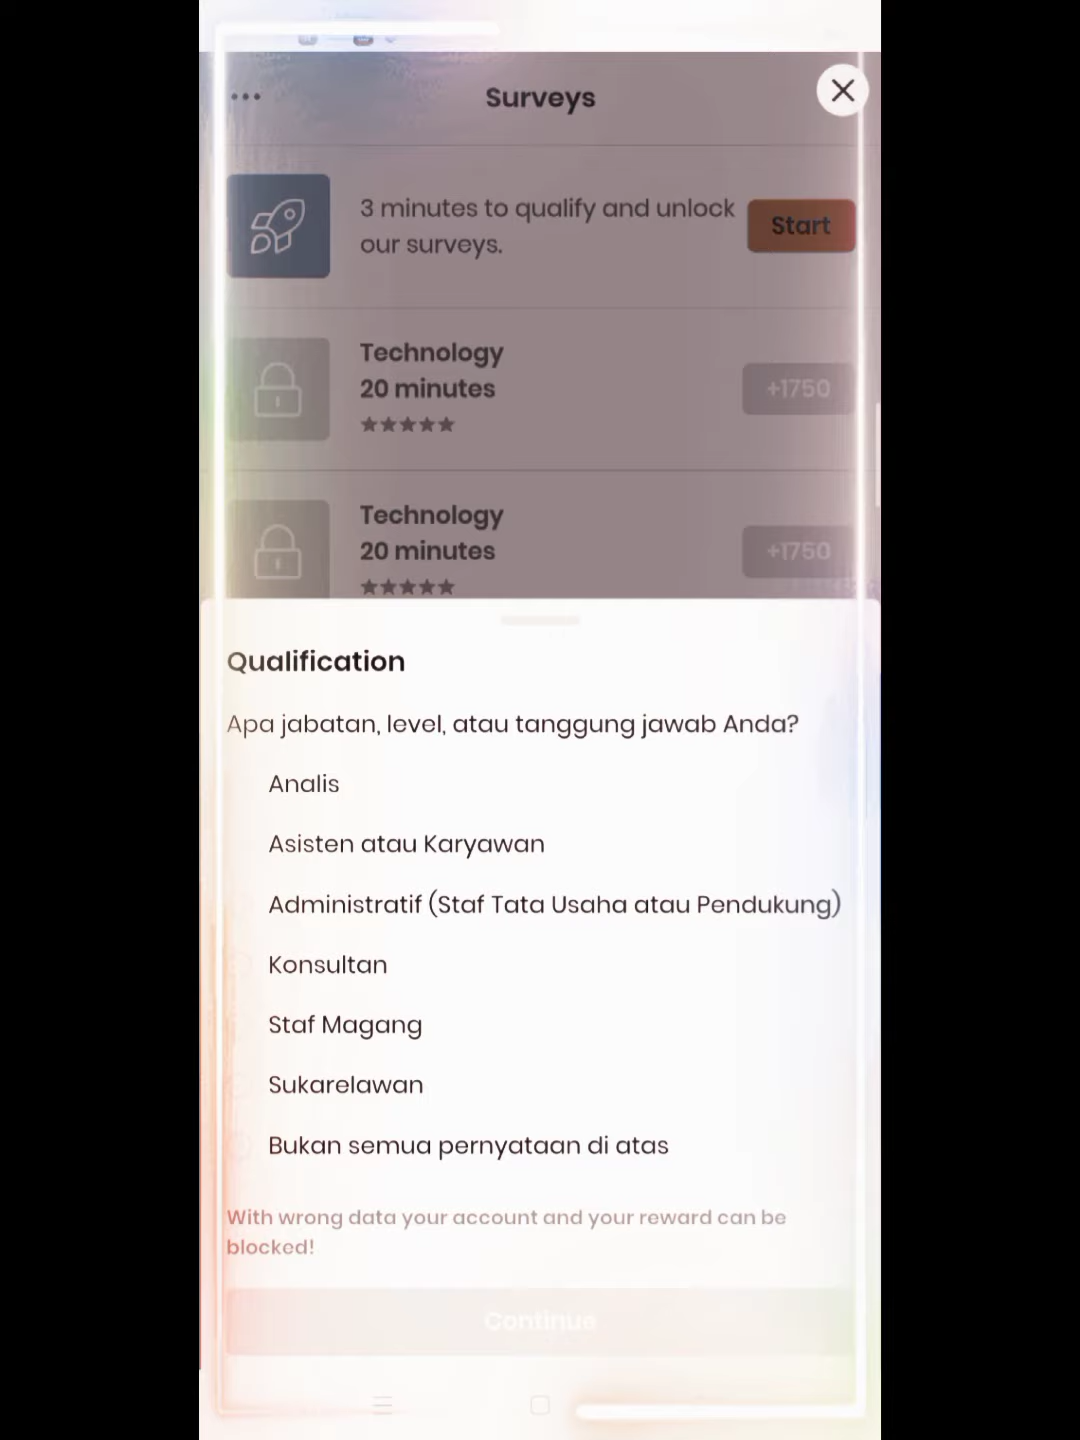 Surveys
3 minutes to qualify and unlock
our surveys.
Start
Technology
20 minutes
+1750
Technology
20 minutes
+1750
Qualification
Apa jabatan, level, atau tanggung jawab Anda?
Analis
Asisten atau Karyawan
Administratif (Staf Tata Usaha atau Pendukung)
Konsultan
Staf Magang
Sukarelawan
Bukan semua pernyataan di atas
With wrong data your account and your reward can be
blocked!
Continue